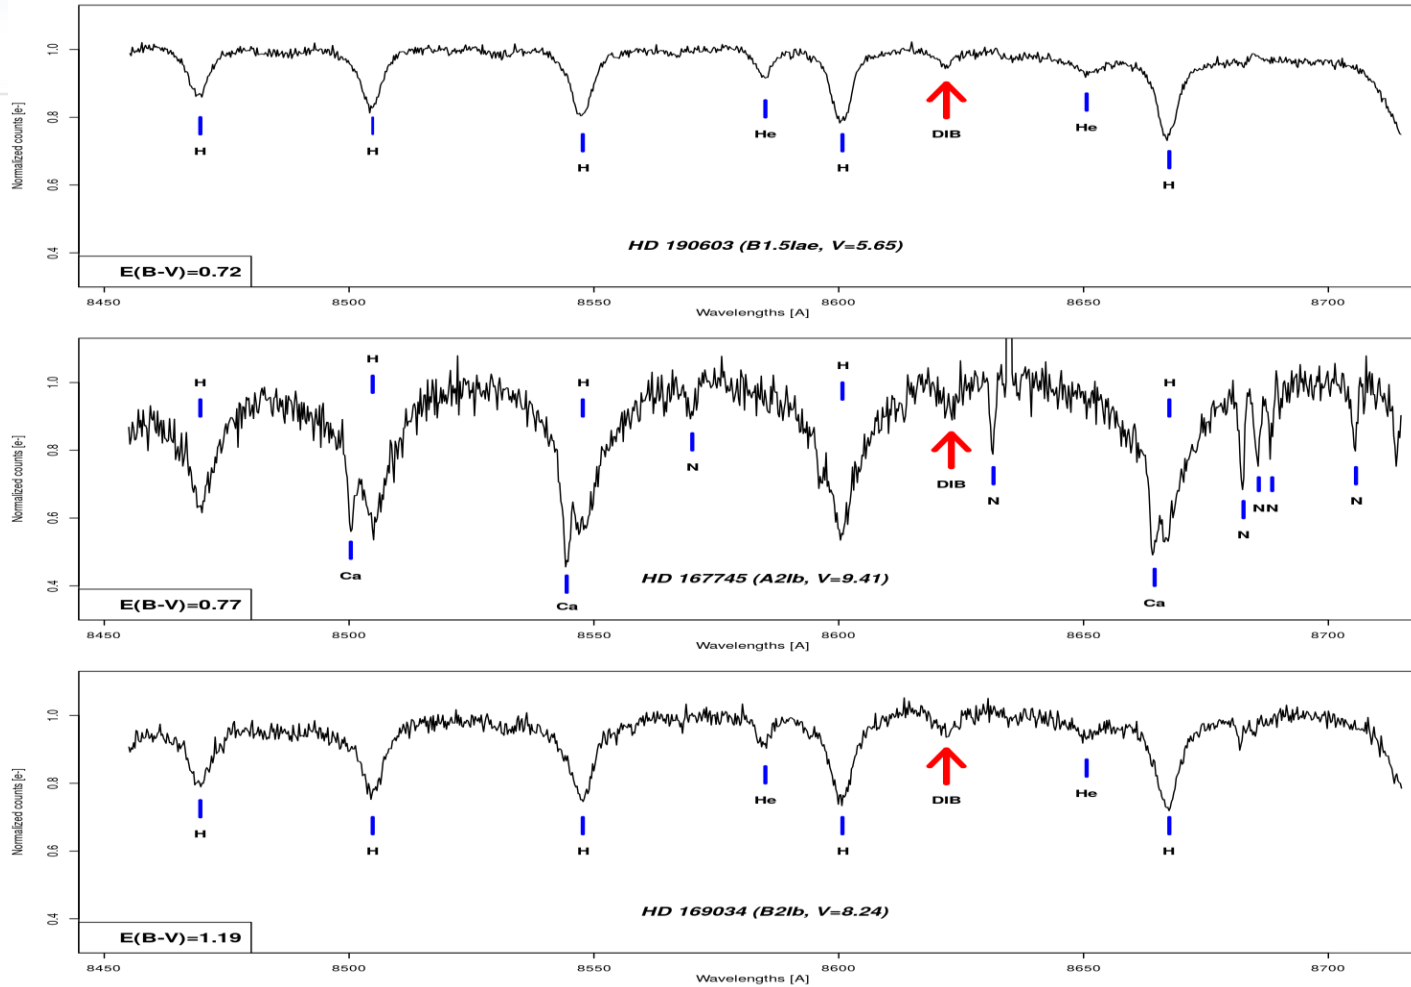 1.0
0.8
0.6
0.4
Normalized counts [e-]
H
H
H
He
H
DIB
He
H
HD 190603 (B1.5Iae, V=5.65)
E(B-V)=0.72
8450 8500 8550 8600 8650 8700
Wavelengths [A]
1.0
0.8
0.6
0.4
Normalized counts [e-]
H
H
H
H
H
Ca
Ca
N
DIB
N
Ca
N
N N
N
HD 167745 (A2Ib, V=9.41)
E(B-V)=0.77
8450 8500 8550 8600 8650 8700
Wavelengths [A]
1.0
0.8
0.6
0.4
Normalized counts [e-]
H
H
H
He
H
DIB
He
H
HD 169034 (B2Ib, V=8.24)
E(B-V)=1.19
8450 8500 8550 8600 8650 8700
Wavelengths [A]